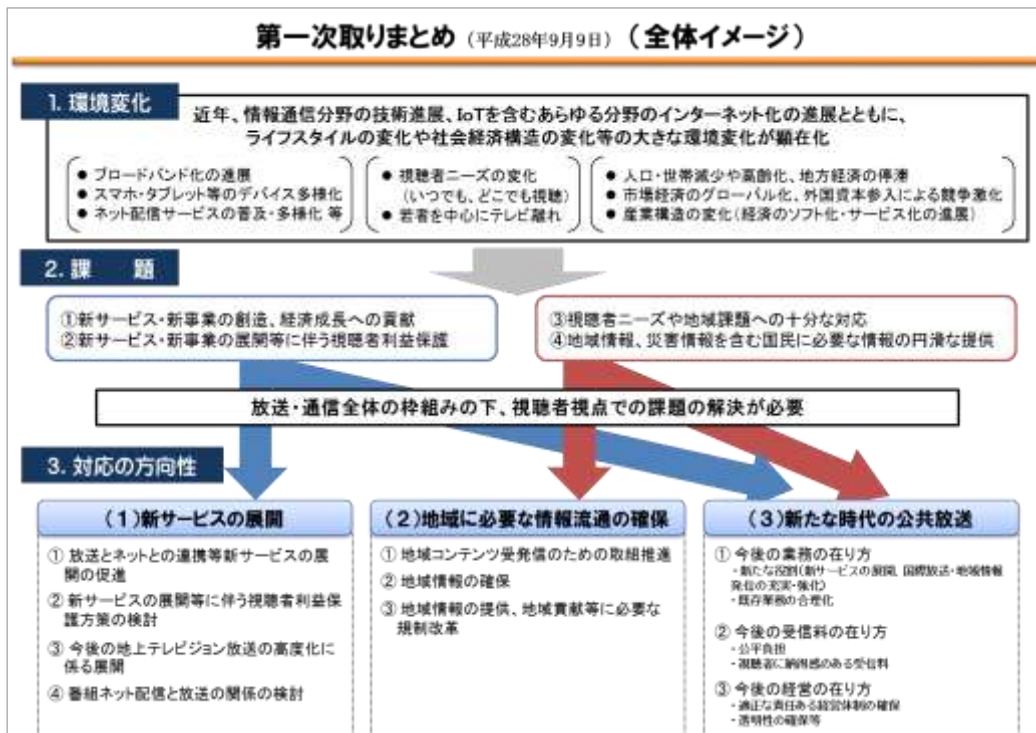 第一次取りまとめ（平成28年9月9日）（全体イメージ）
1. 環境変化
近年、情報通信分野の技術進展、IoTを含むあらゆる分野のインターネット化の進展とともに、
ライフスタイルの変化や社会経済構造の変化等の大きな環境変化が顕在化
● ブロードバンド化の進展
● スマホ・タブレット等のデバイス多様化
● ネット配信サービスの普及・多様化 等
● 視聴者ニーズの変化
（いつでも、どこでも視聴）
● 若者を中心にテレビ離れ
● 人口・世帯減少や高齢化、地方経済の停滞
● 市場経済のグローバル化、外国資本参入による競争激化
● 産業構造の変化（経済のソフト化・サービス化の進展）
2. 課　題
①新サービス・新事業の創造、経済成長への貢献
②新サービス・新事業の展開等に伴う視聴者利益保護
③視聴者ニーズや地域課題への十分な対応
④地域情報、災害情報を含む国民に必要な情報の円滑な提供
放送・通信全体の枠組みの下、視聴者視点での課題の解決が必要
3. 対応の方向性
（１）新サービスの展開
① 放送とネットとの連携等新サービスの展
開の促進
② 新サービスの展開等に伴う視聴者利益保
護方策の検討
③ 今後の地上テレビジョン放送の高度化に
係る展開
④ 番組ネット配信と放送の関係の検討
（２）地域に必要な情報流通の確保
① 地域コンテンツ受発信のための取組推進
② 地域情報の確保
③ 地域情報の提供、地域貢献等に必要な
規制改革
（３）新たな時代の公共放送
① 今後の業務の在り方
・新たな役割（新サービスの展開、国際放送・地域情報
発信の充実・強化）
・既存業務の合理化
② 今後の受信料の在り方
・公平負担
・視聴者に納得感のある受信料
③ 今後の経営の在り方
・適正な責任ある経営体制の確保
・透明性の確保等